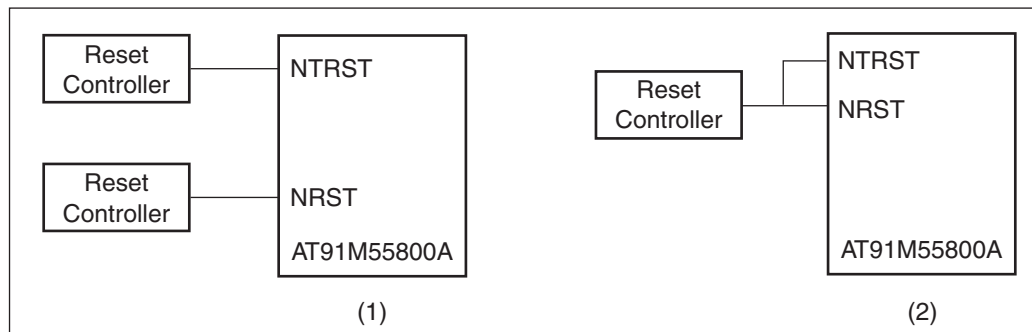 Reset
Controller
NTRST
Reset
Controller
NRST
AT91M55800A
(1)
Reset
Controller
NTRST
NRST
AT91M55800A
(2)